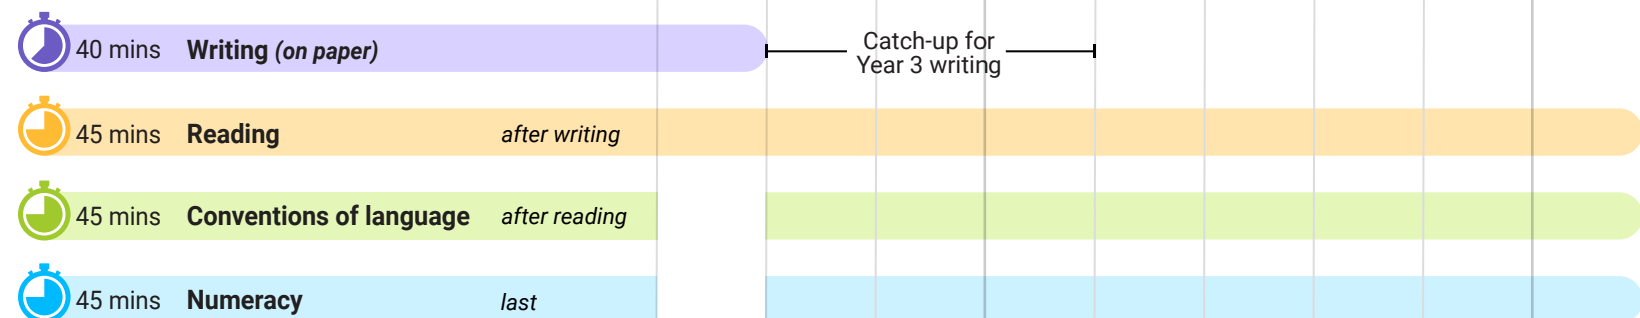 40 mins Writing (on paper) Catch-up for
Year 3 writing
45 mins Reading after writing
45 mins Conventions of language after reading
45 mins Numeracy last